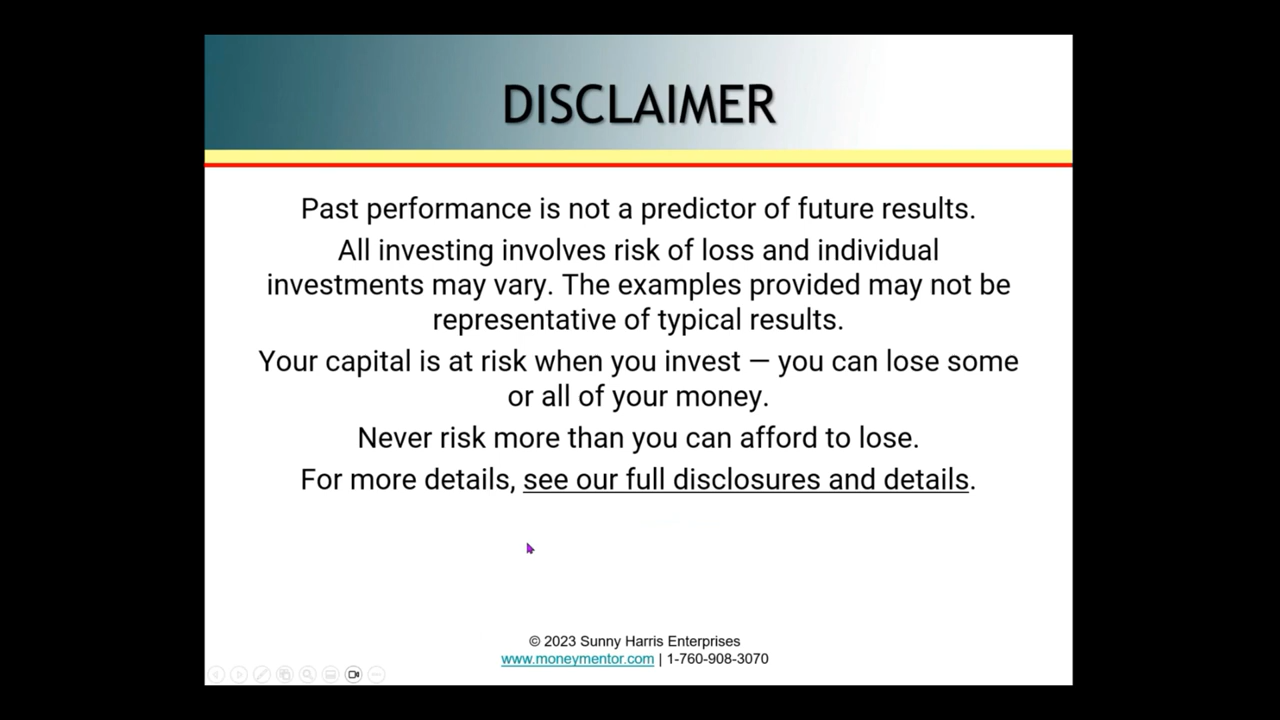 DISCLAIMER
Past performance is not a predictor of future results.
All investing involves risk of loss and individual
investments may vary. The examples provided may not be
representative of typical results.
Your capital is at risk when you invest — you can lose some
or all of your money.
Never risk more than you can afford to lose.
For more details, see our full disclosures and details.
© 2023 Sunny Harris Enterprises
www.moneymentor.com | 1-760-908-3070